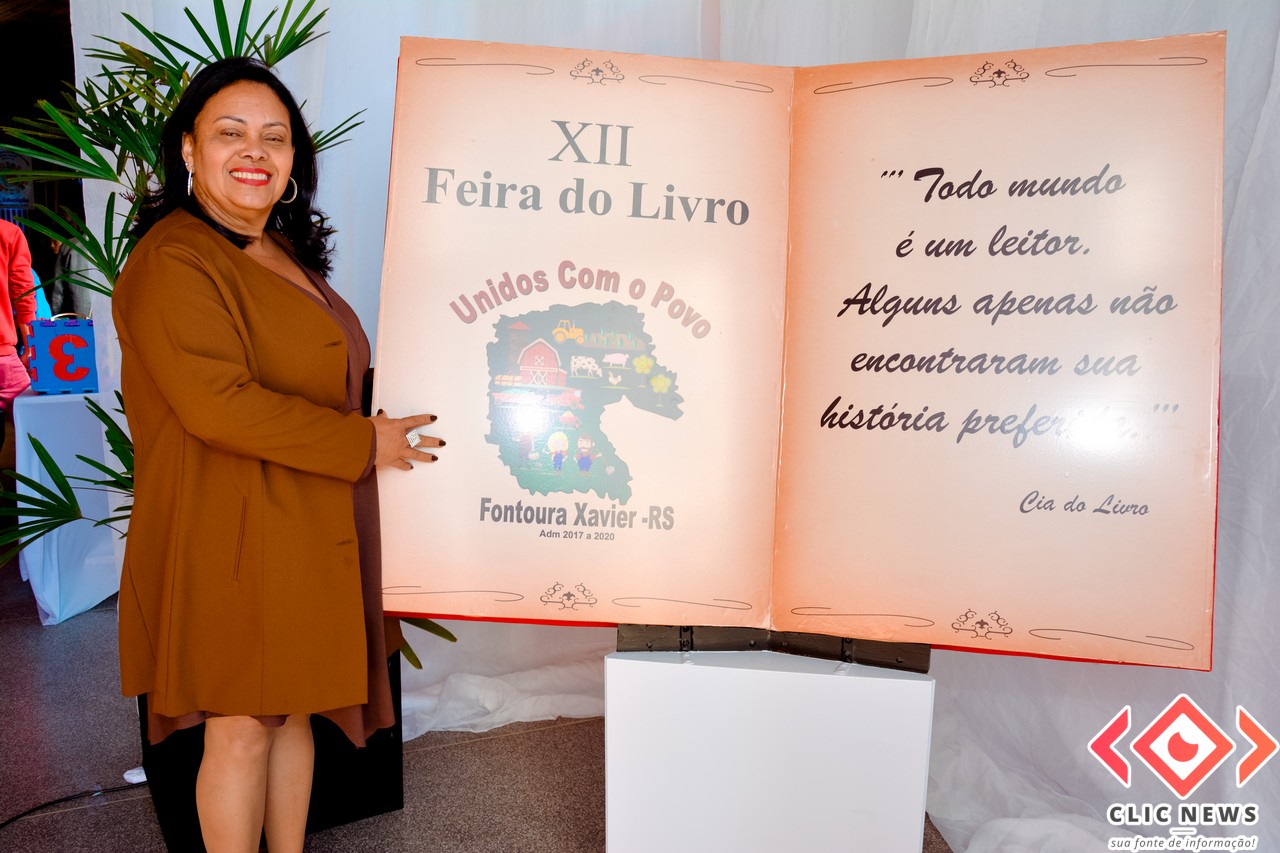 XII
Feira do Livro
Unidos Com o Povo
Fontoura Xavier -RS
Adm 2017 a 2020
"' Todo mundo
é um leitor.
Alguns apenas não
encontraram sua
história preferida."'
Cia do Livro
3
CLIC NEWS
sua fonte de informação!